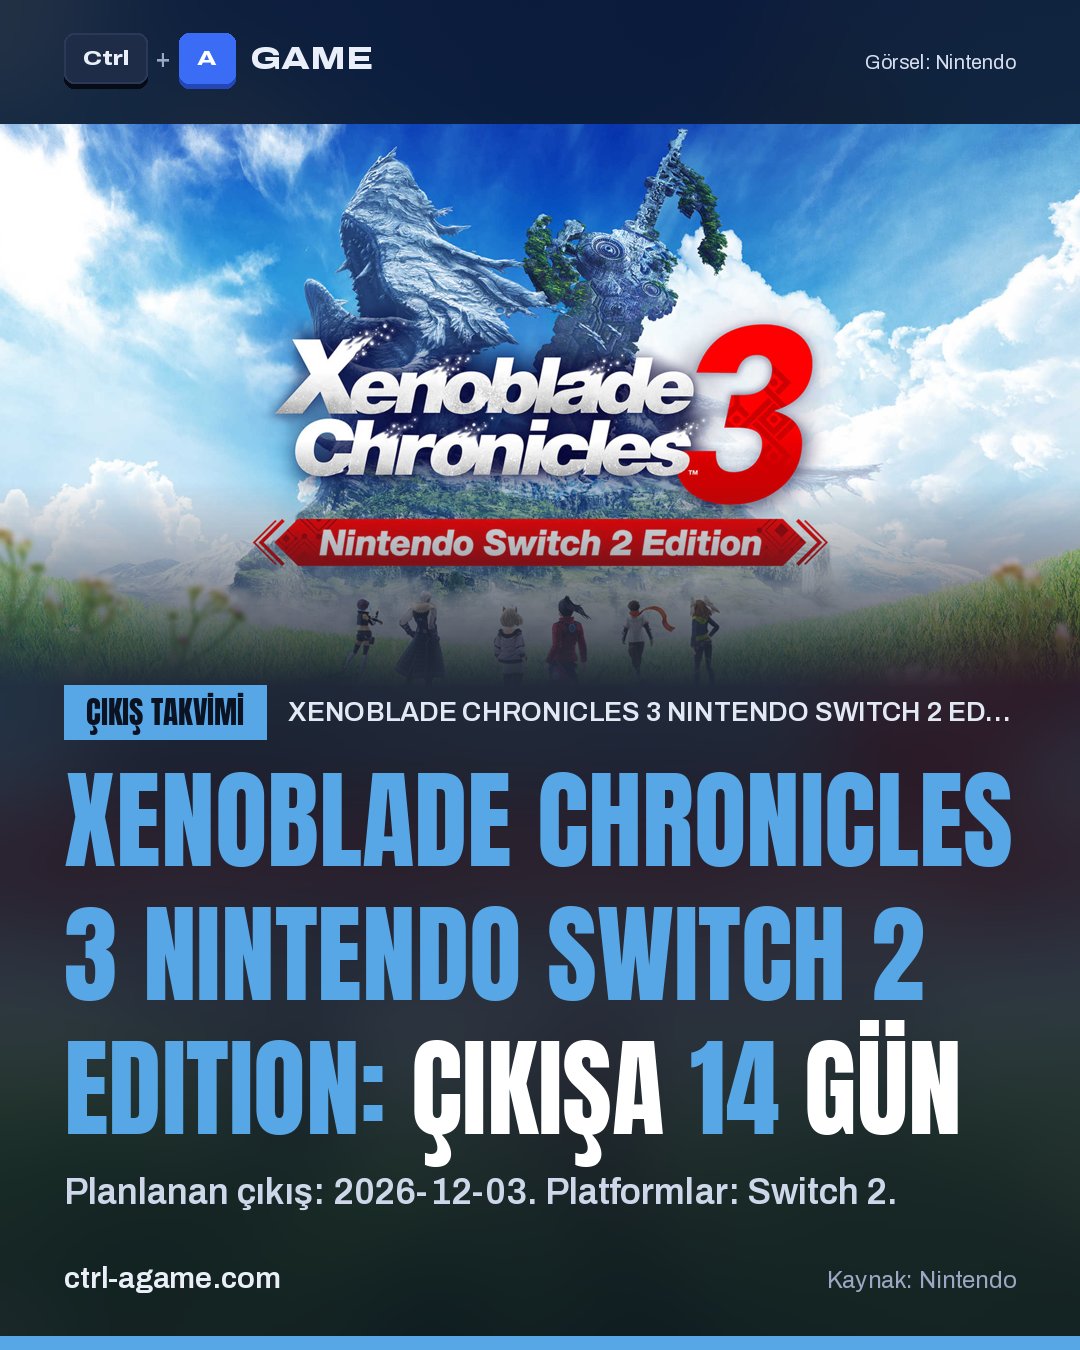 Ctrl + A GAME
Görsel: Nintendo
Xenoblade
Chronicles 3
™
Nintendo Switch 2 Edition
ÇIKIŞ TAKVİMİ
XENOBLADE CHRONICLES 3 NINTENDO SWITCH 2 ED...
XENOBLADE CHRONICLES
3 NINTENDO SWITCH 2
EDITION: ÇIKIŞA 14 GÜN
Planlanan çıkış: 2026-12-03. Platformlar: Switch 2.
ctrl-agame.com
Kaynak: Nintendo